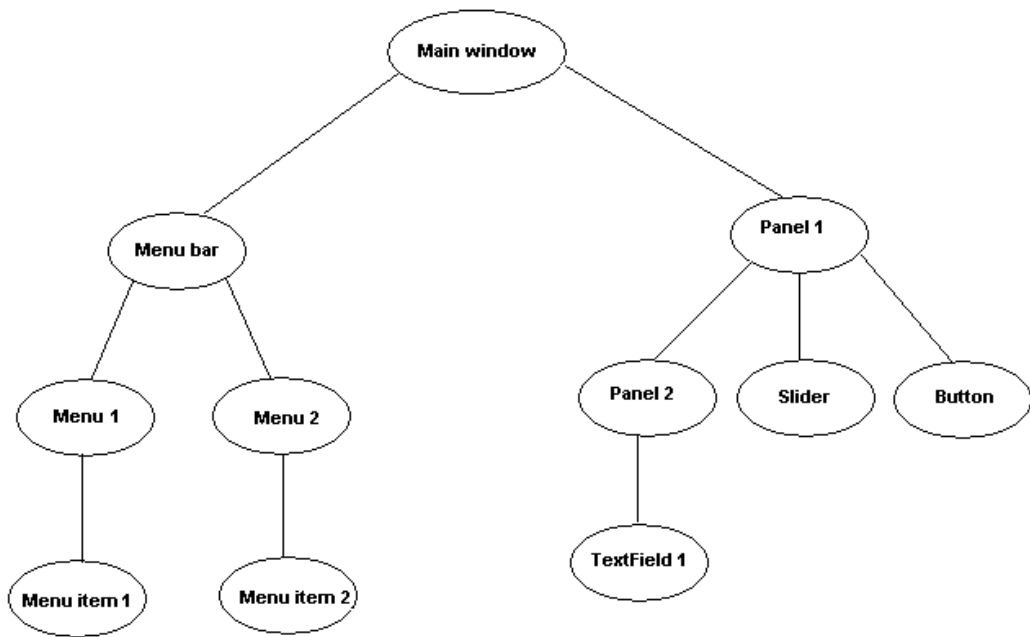 Main window
Menu bar
Panel 1
Menu 1
Menu 2
Panel 2
Slider
Button
Menu item 1
Menu item 2
TextField 1